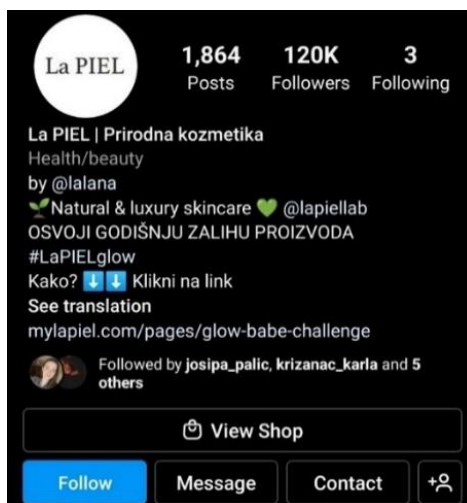 La PIEL
1,864 120K 3
Posts Followers Following
La PIEL | Prirodna kozmetika
Health/beauty
by @lalana
🌱Natural & luxury skincare 💚 @lapiellab
OSVOJI GODIŠNJU ZALIHU PROIZVODA
#LaPIELglow
Kako? ⬇️⬇️ Klikni na link
See translation
mylapiel.com/pages/glow-babe-challenge
Followed by josipa_palic, krizanac_karla and 5
others
View Shop
Follow Message Contact